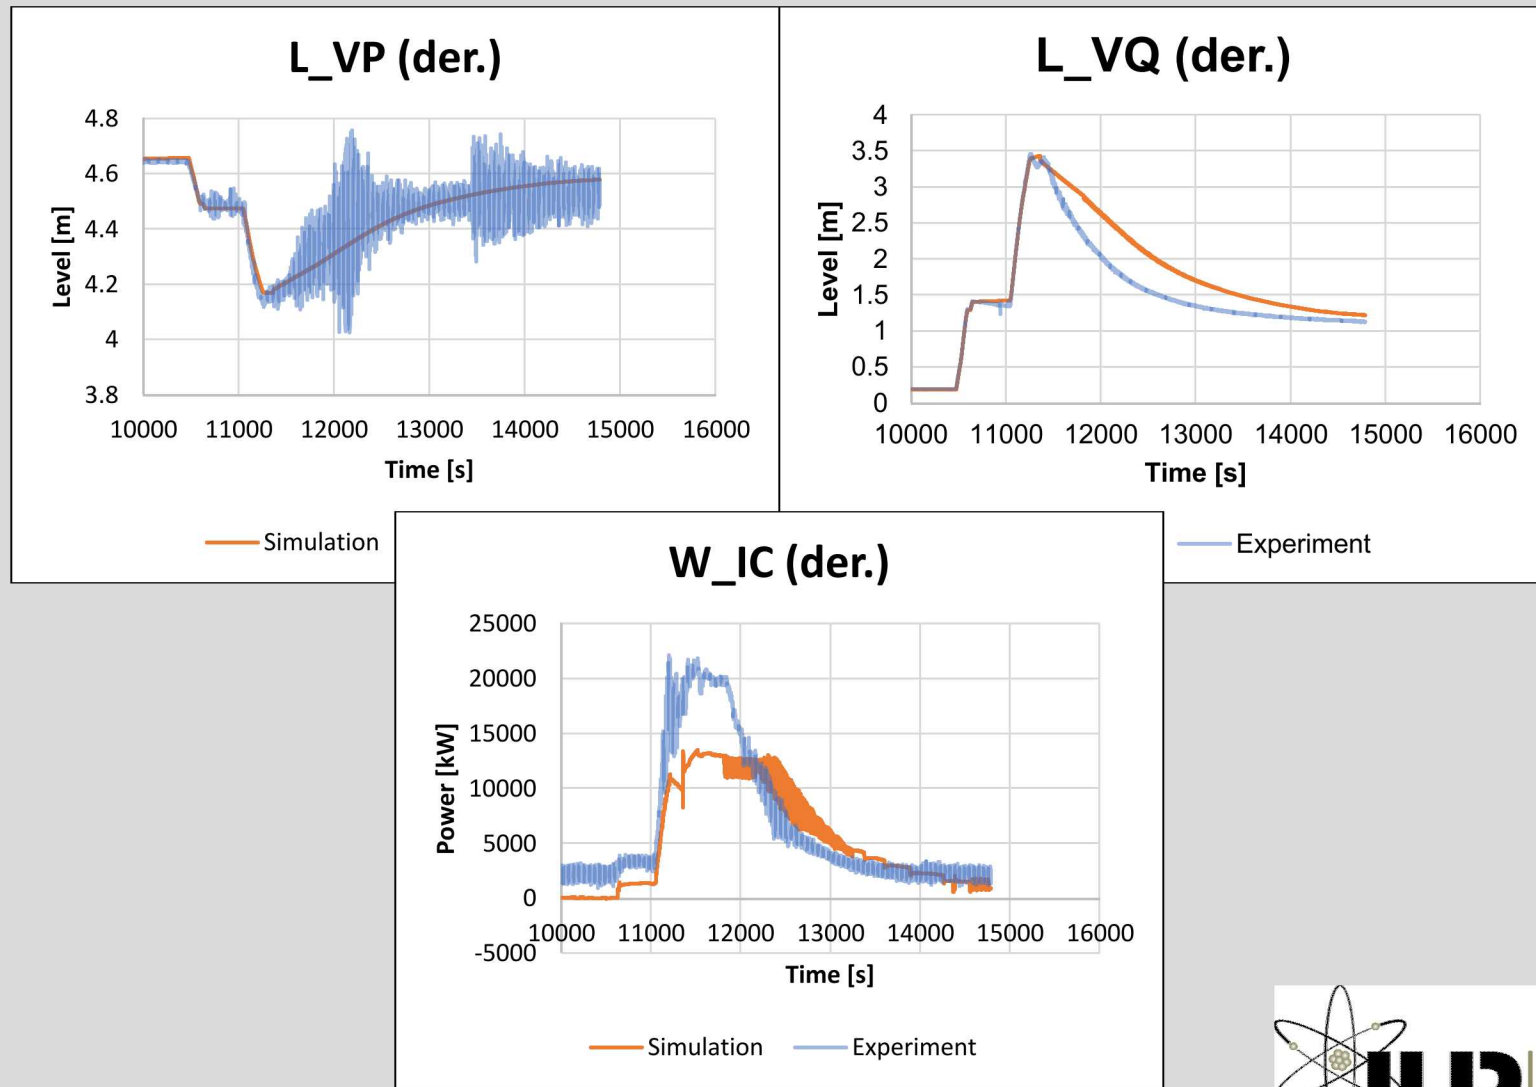 L_VP (der.)
4.8
4.6
4.4
4.2
4
3.8
Level [m]
10000 11000 12000 13000 14000 15000 16000
Time [s]
Simulation
L_VQ (der.)
4
3.5
3
2.5
2
1.5
1
0.5
0
Level [m]
10000 11000 12000 13000 14000 15000 16000
Time [s]
Experiment
W_IC (der.)
25000
20000
15000
10000
5000
0
-5000
Power [kW]
10000 11000 12000 13000 14000 15000 16000
Time [s]
Simulation Experiment